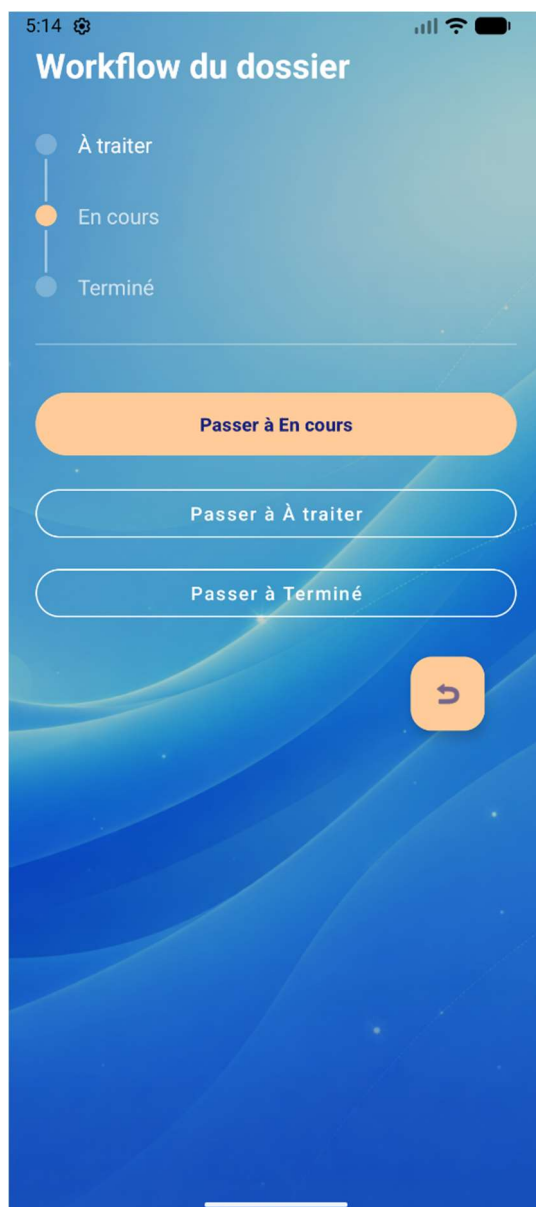 5:14
Workflow du dossier
À traiter
En cours
Terminé
Passer à En cours
Passer à À traiter
Passer à Terminé